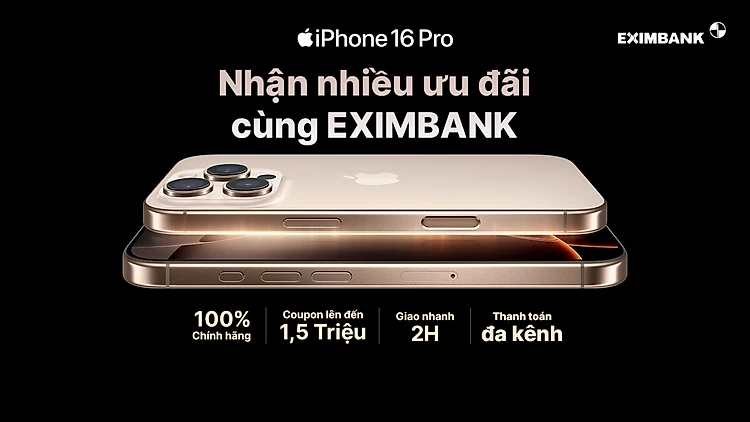 iPhone 16 Pro
EXIMBANK
Nhận nhiều ưu đãi
cùng EXIMBANK
100%
Chính hãng
Coupon lên đến
1,5 Triệu
Giao nhanh
2H
Thanh toán
đa kênh